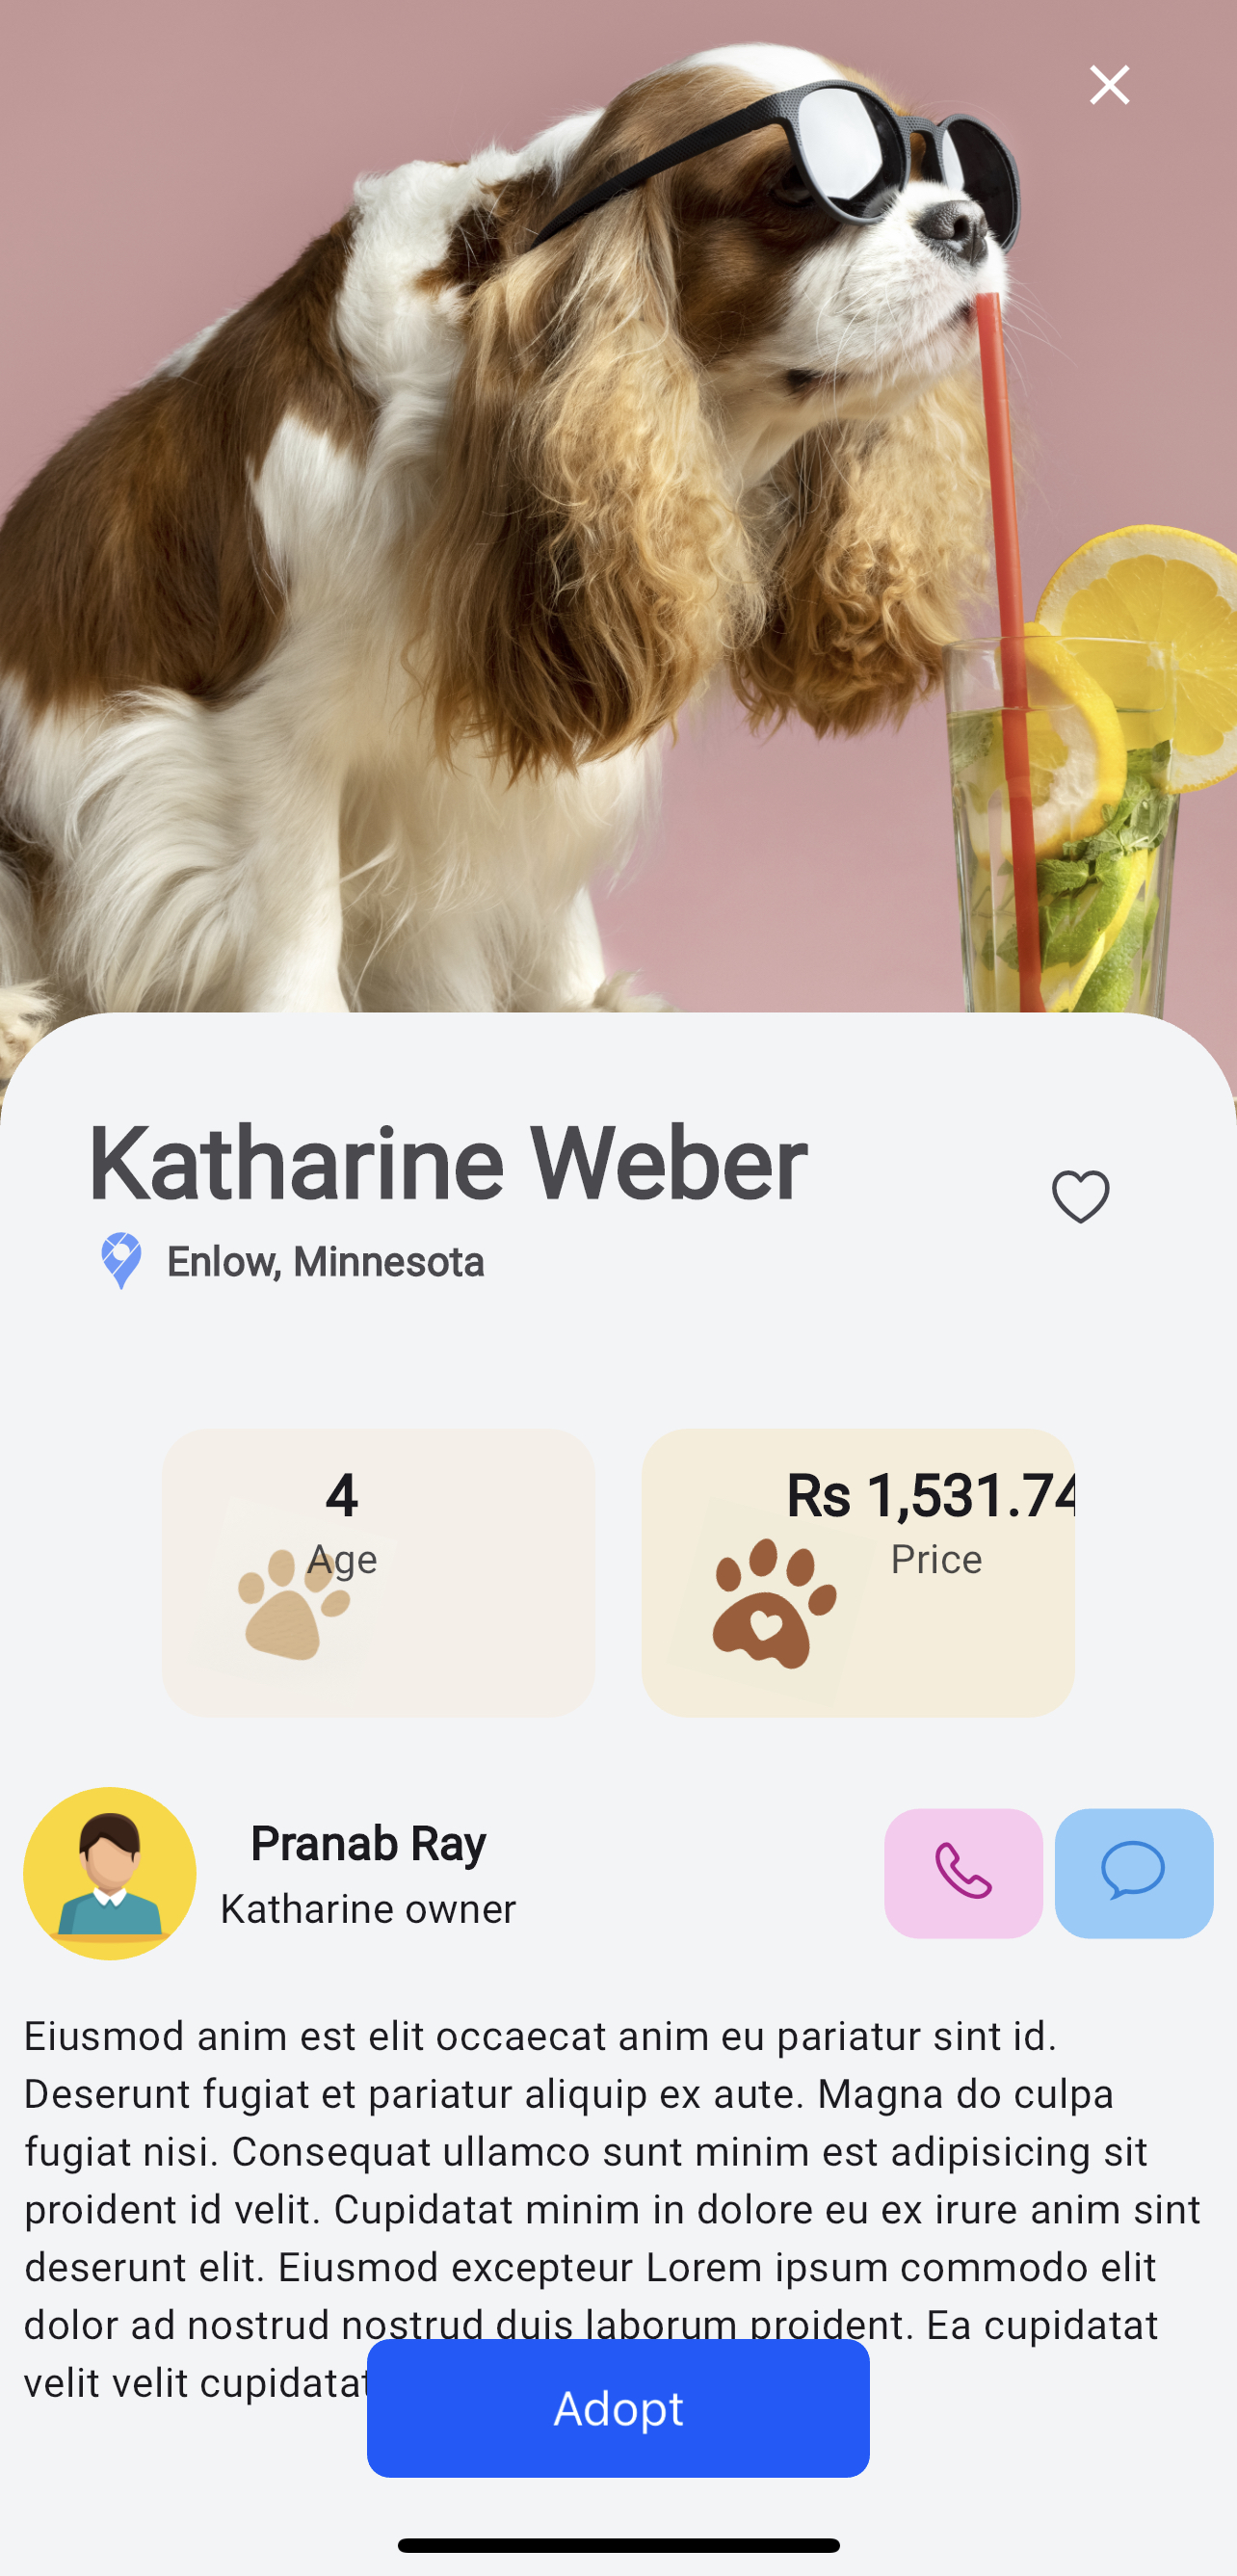 Katharine Weber
Enlow, Minnesota
4
Age
Rs 1,531.74
Price
Pranab Ray
Katharine owner
Eiusmod anim est elit occaecat anim eu pariatur sint id.
Deserunt fugiat et pariatur aliquip ex aute. Magna do culpa
fugiat nisi. Consequat ullamco sunt minim est adipisicing sit
proident id velit. Cupidatat minim in dolore eu ex irure anim sint
deserunt elit. Eiusmod excepteur Lorem ipsum commodo elit
dolor ad nostrud nostrud duis laborum proident. Ea cupidatat
velit velit cupidatat
Adopt